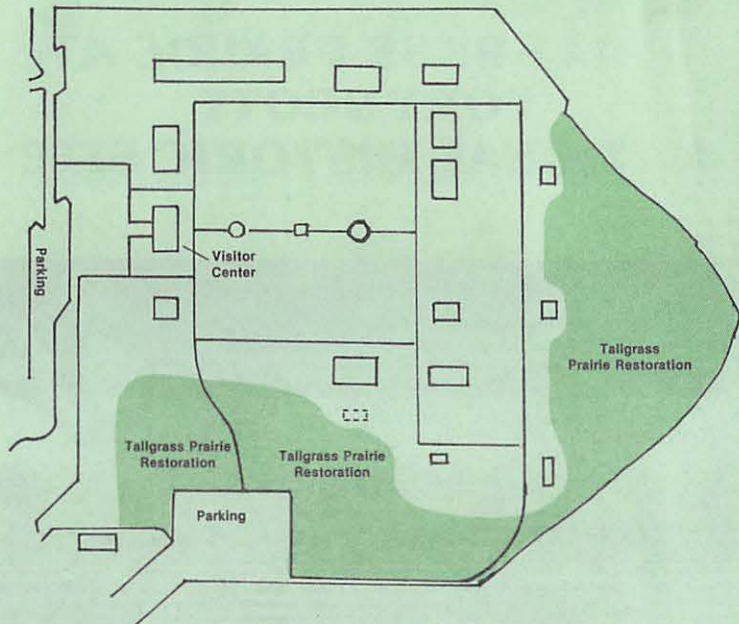 Parking
Visitor
Center
Tallgrass
Prairie Restoration
Tallgrass Prairie
Restoration
Tallgrass Prairie
Restoration
Parking